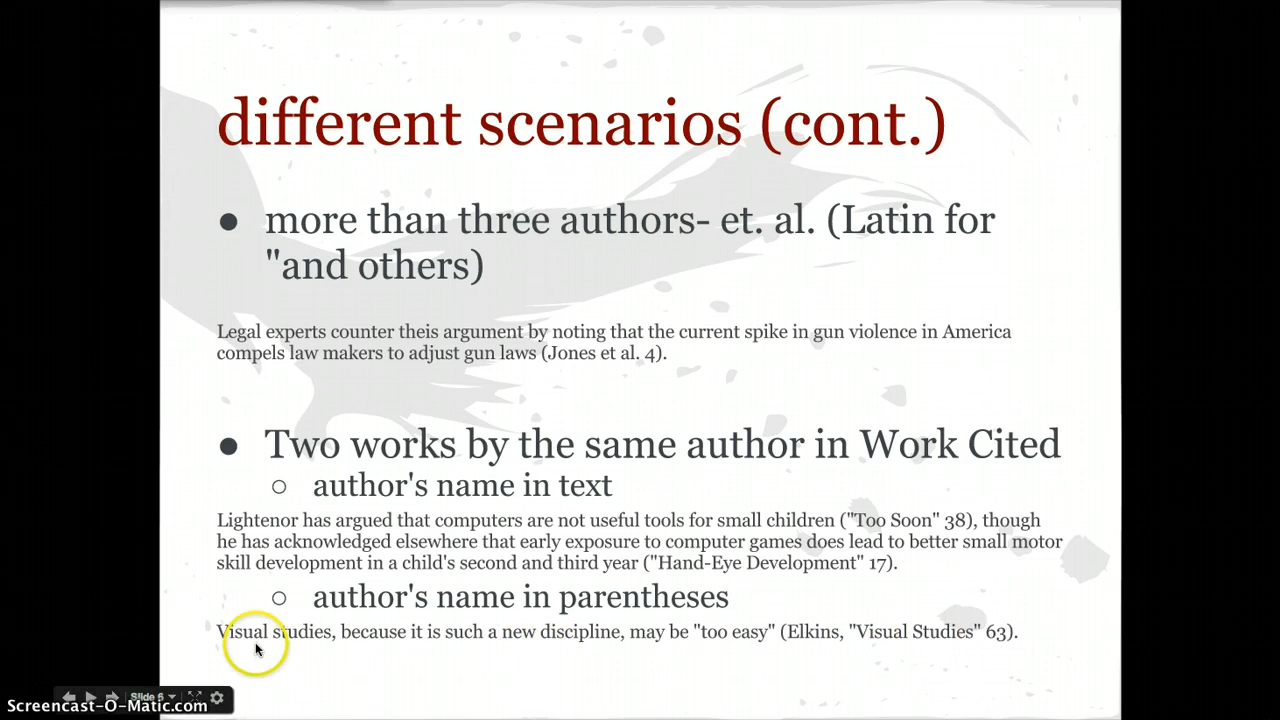 different scenarios (cont.)
● more than three authors- et. al. (Latin for
"and others)
Legal experts counter theis argument by noting that the current spike in gun violence in America
compels law makers to adjust gun laws (Jones et al. 4).
● Two works by the same author in Work Cited
○ author's name in text
Lightenor has argued that computers are not useful tools for small children ("Too Soon" 38), though
he has acknowledged elsewhere that early exposure to computer games does lead to better small motor
skill development in a child's second and third year ("Hand-Eye Development" 17).
○ author's name in parentheses
Visual studies, because it is such a new discipline, may be "too easy" (Elkins, "Visual Studies" 63).
Slide 6
Screencast-O-Matic.com